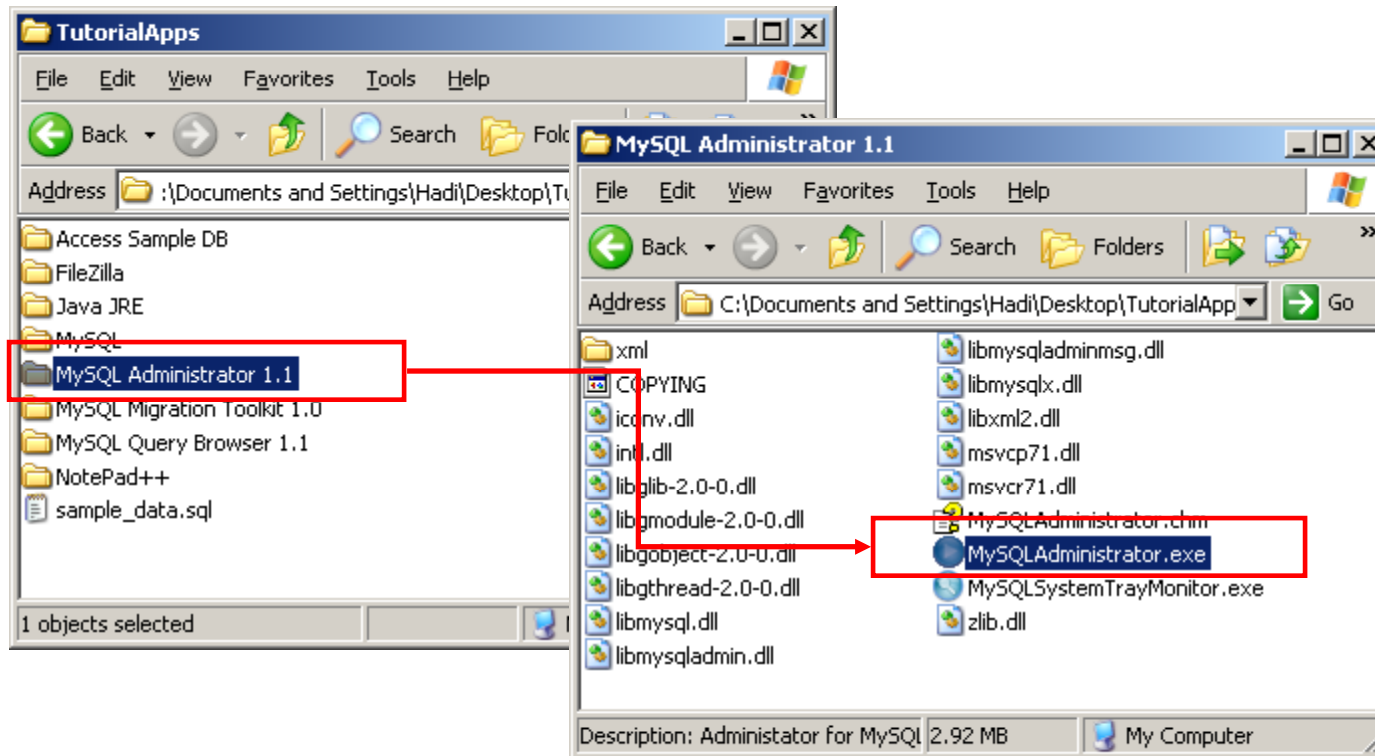 TutorialApps
File Edit View Favorites Tools Help
Back Search Fold
Address :\Documents and Settings\Hadi\Desktop\Tu
Access Sample DB
FileZilla
Java JRE
MySQL
MySQL Administrator 1.1
MySQL Migration Toolkit 1.0
MySQL Query Browser 1.1
NotePad++
sample_data.sql
1 objects selected
MySQL Administrator 1.1
File Edit View Favorites Tools Help
Back Search Folders »
Address C:\Documents and Settings\Hadi\Desktop\TutorialApp Go
xml
COPYING
iconv.dll
intl.dll
libglib-2.0-0.dll
libgmodule-2.0-0.dll
libgobject-2.0-0.dll
libgthread-2.0-0.dll
libmysql.dll
libmysqladmin.dll
libmysqladminmsg.dll
libmysqlx.dll
libxml2.dll
msvcp71.dll
msvcr71.dll
MySQLAdministrator.chm
MySQLAdministrator.exe
MySQLSystemTrayMonitor.exe
zlib.dll
Description: Administator for MySQL 2.92 MB My Computer